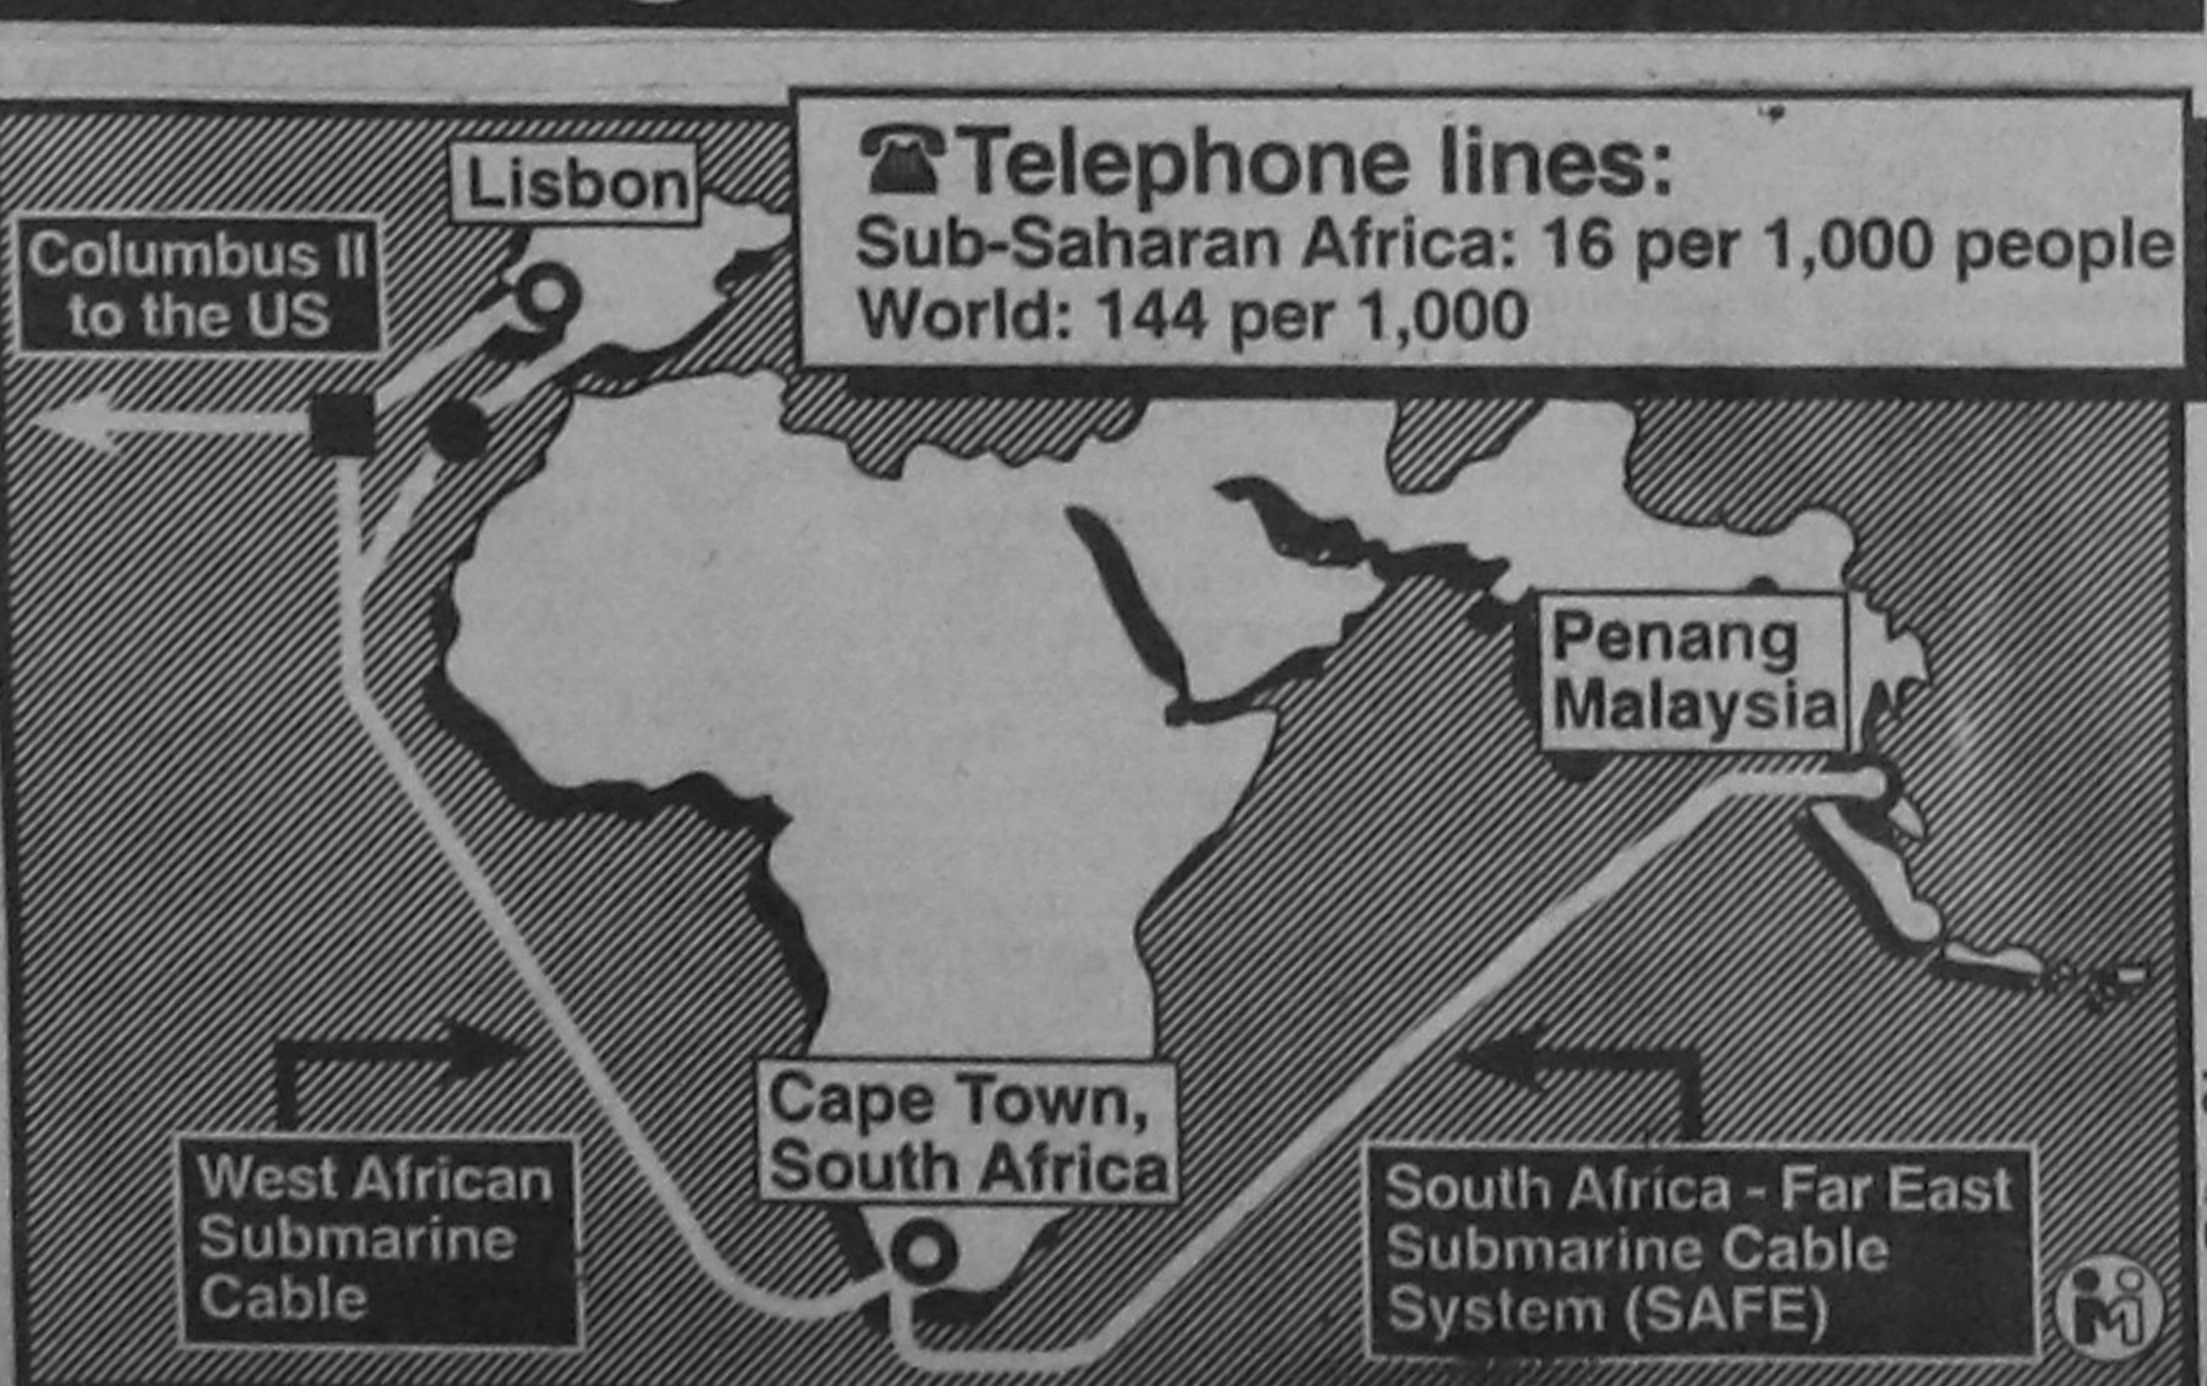 Lisbon
☎Telephone lines:
Sub-Saharan Africa: 16 per 1,000 people
World: 144 per 1,000
Columbus II
to the US
Penang
Malaysia
Cape Town,
South Africa
West African
Submarine
Cable
South Africa - Far East
Submarine Cable
System (SAFE)